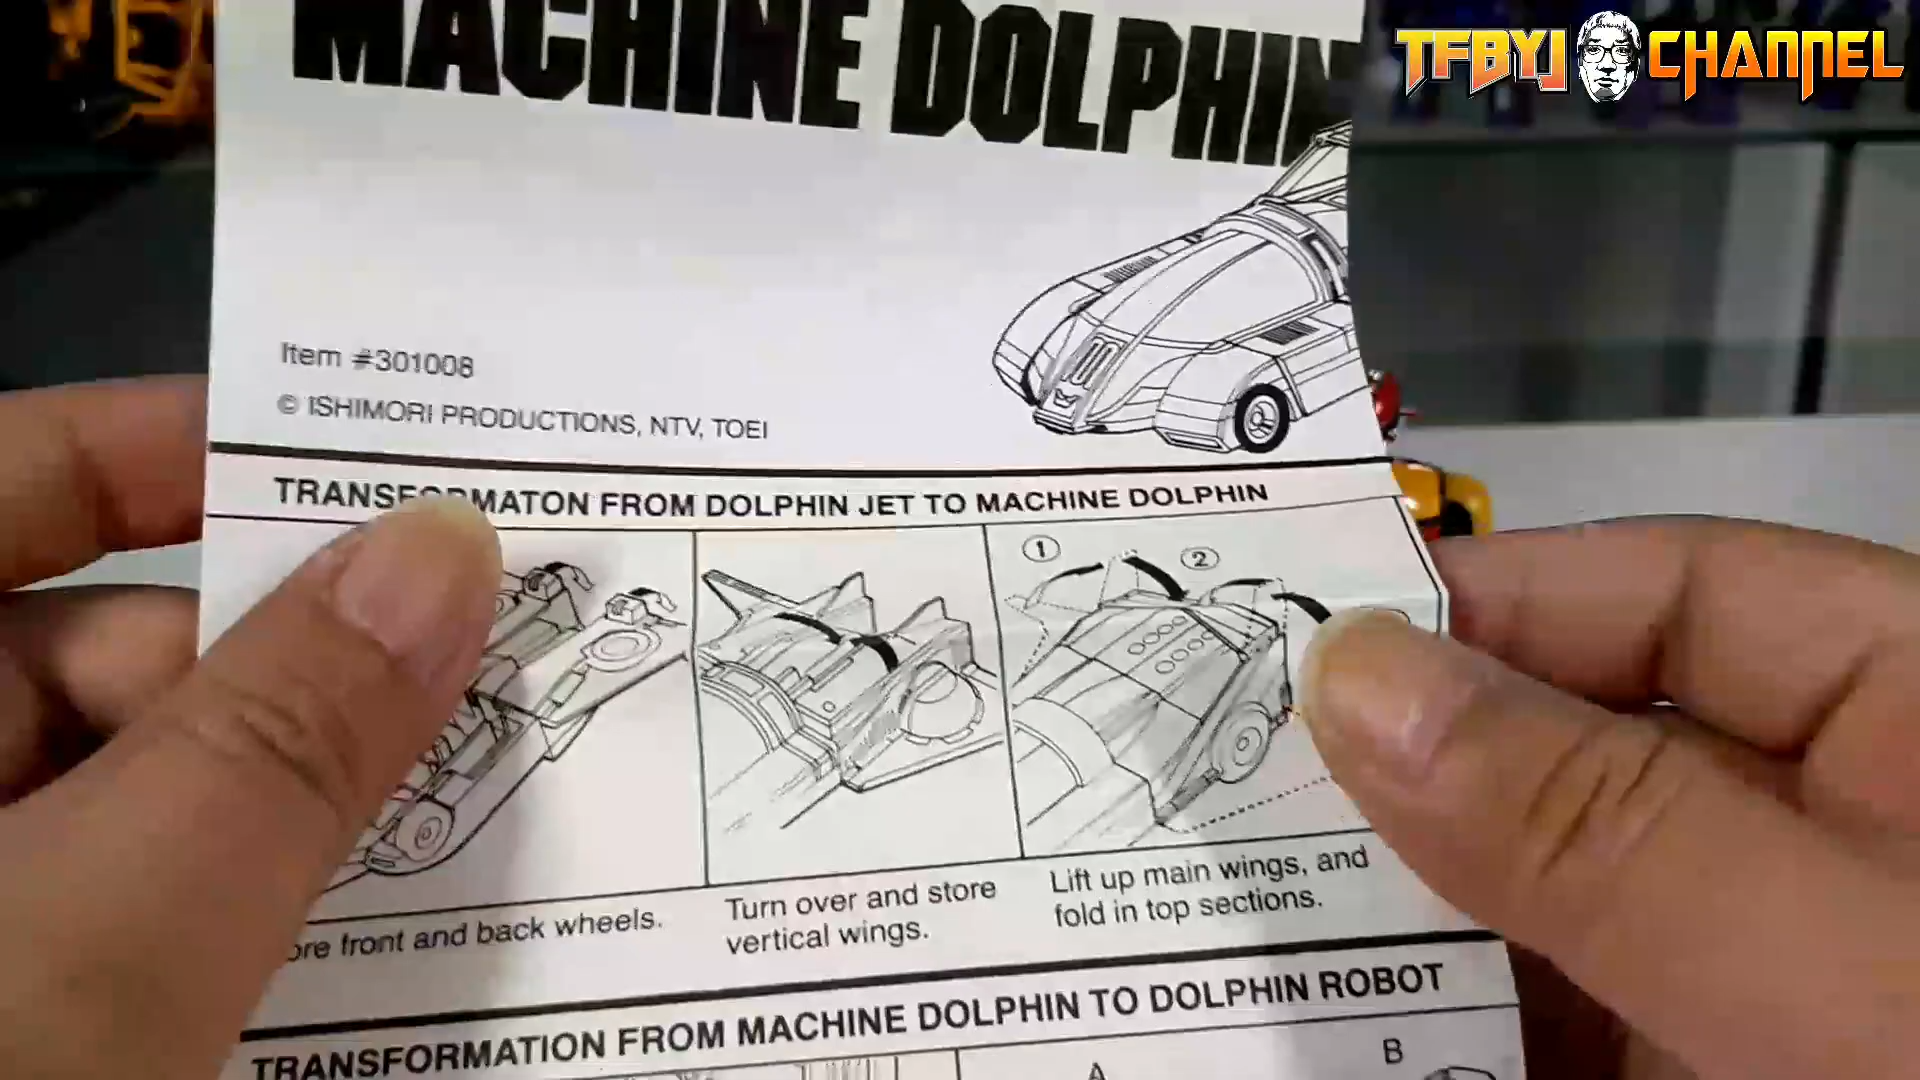 TFBYJ CHANNEL
MACHINE DOLPHIN
Item #301008
© ISHIMORI PRODUCTIONS, NTV, TOEI
TRANSFORMATON FROM DOLPHIN JET TO MACHINE DOLPHIN
1 2
front and back wheels.
Turn over and store
vertical wings.
Lift up main wings, and
fold in top sections.
TRANSFORMATION FROM MACHINE DOLPHIN TO DOLPHIN ROBOT
A B